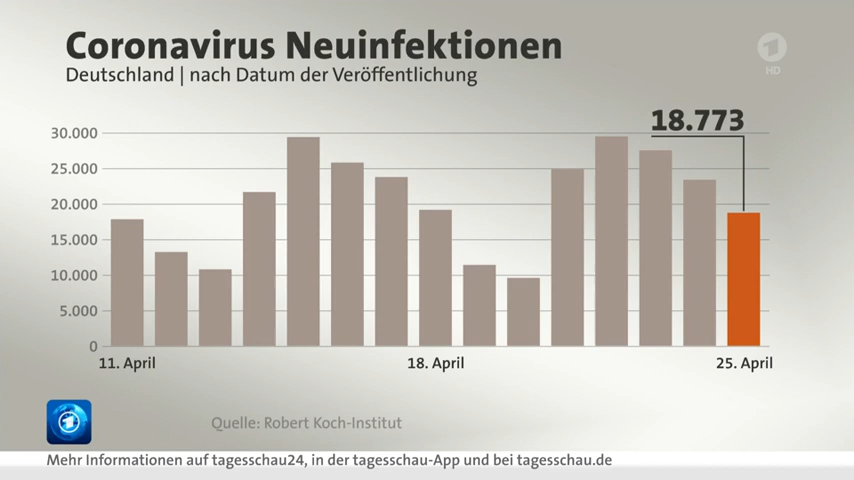 Coronavirus Neuinfektionen
Deutschland | nach Datum der Veröffentlichung
HD
18.773
30.000
25.000
20.000
15.000
10.000
5.000
0
11. April
18. April
25. April
Quelle: Robert Koch-Institut
Mehr Informationen auf tagesschau24, in der tagesschau-App und bei tagesschau.de